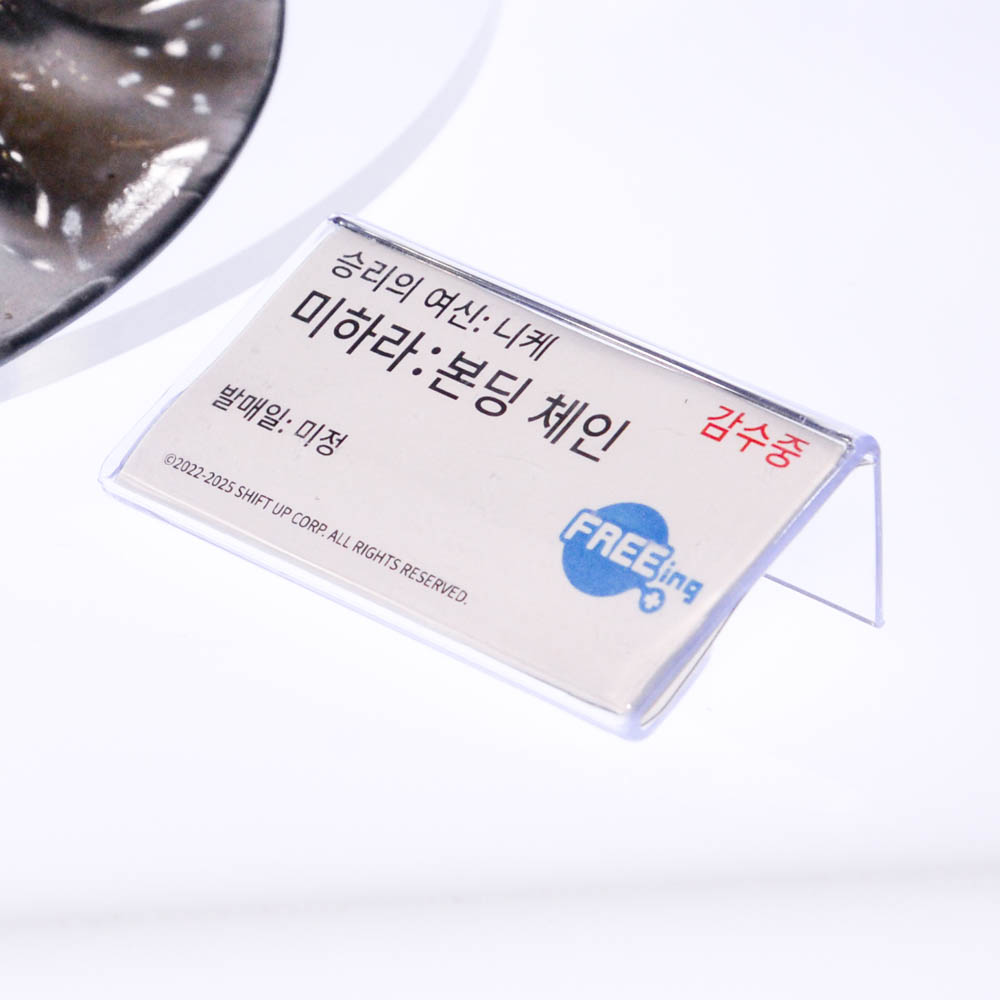 승리의 여신: 니케
미하라:본딩 체인
감수중
발매일: 미정
©2022-2025 SHIFT UP CORP. ALL RIGHTS RESERVED.
FREEing